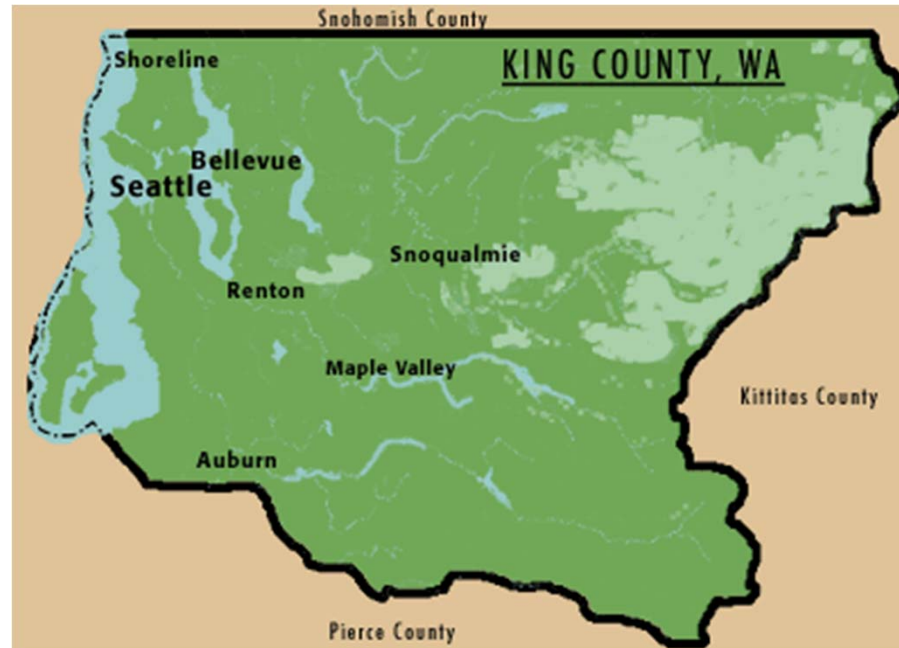 Snohomish County
Shoreline
KING COUNTY, WA
Bellevue
Seattle
Snoqualmie
Renton
Maple Valley
Kittitas County
Auburn
Pierce County